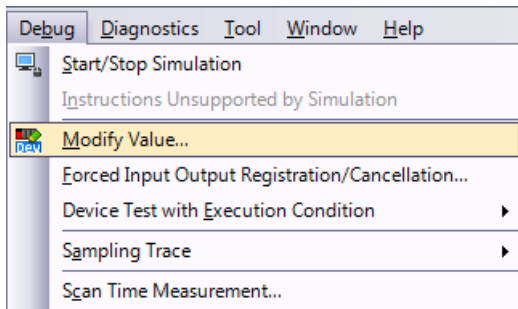 Debug Diagnostics Tool Window Help
Start/Stop Simulation
Instructions Unsupported by Simulation
Dev
Modify Value...
Forced Input Output Registration/Cancellation...
Device Test with Execution Condition
Sampling Trace
Scan Time Measurement...